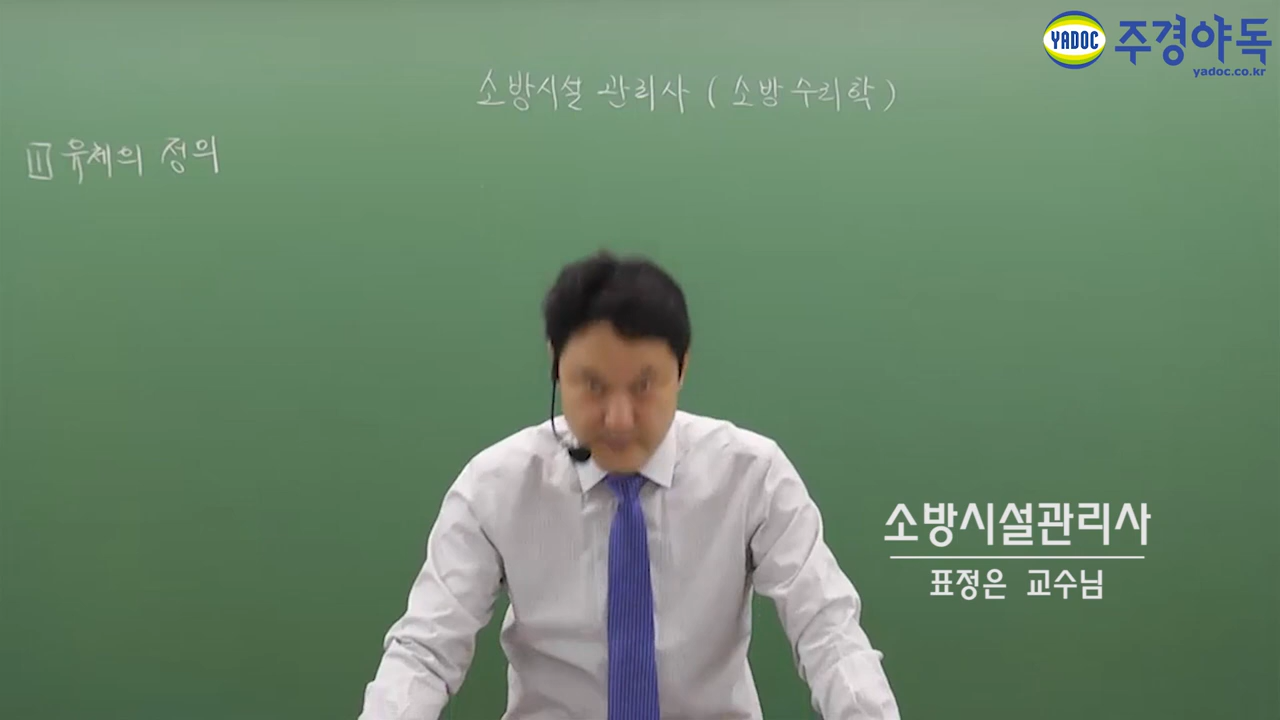 YADOC 주경야독
yadoc.co.kr
소방시설 관리사 (소방수리학)
Ⅱ 유체의 정의
소방시설관리사
표정은 교수님